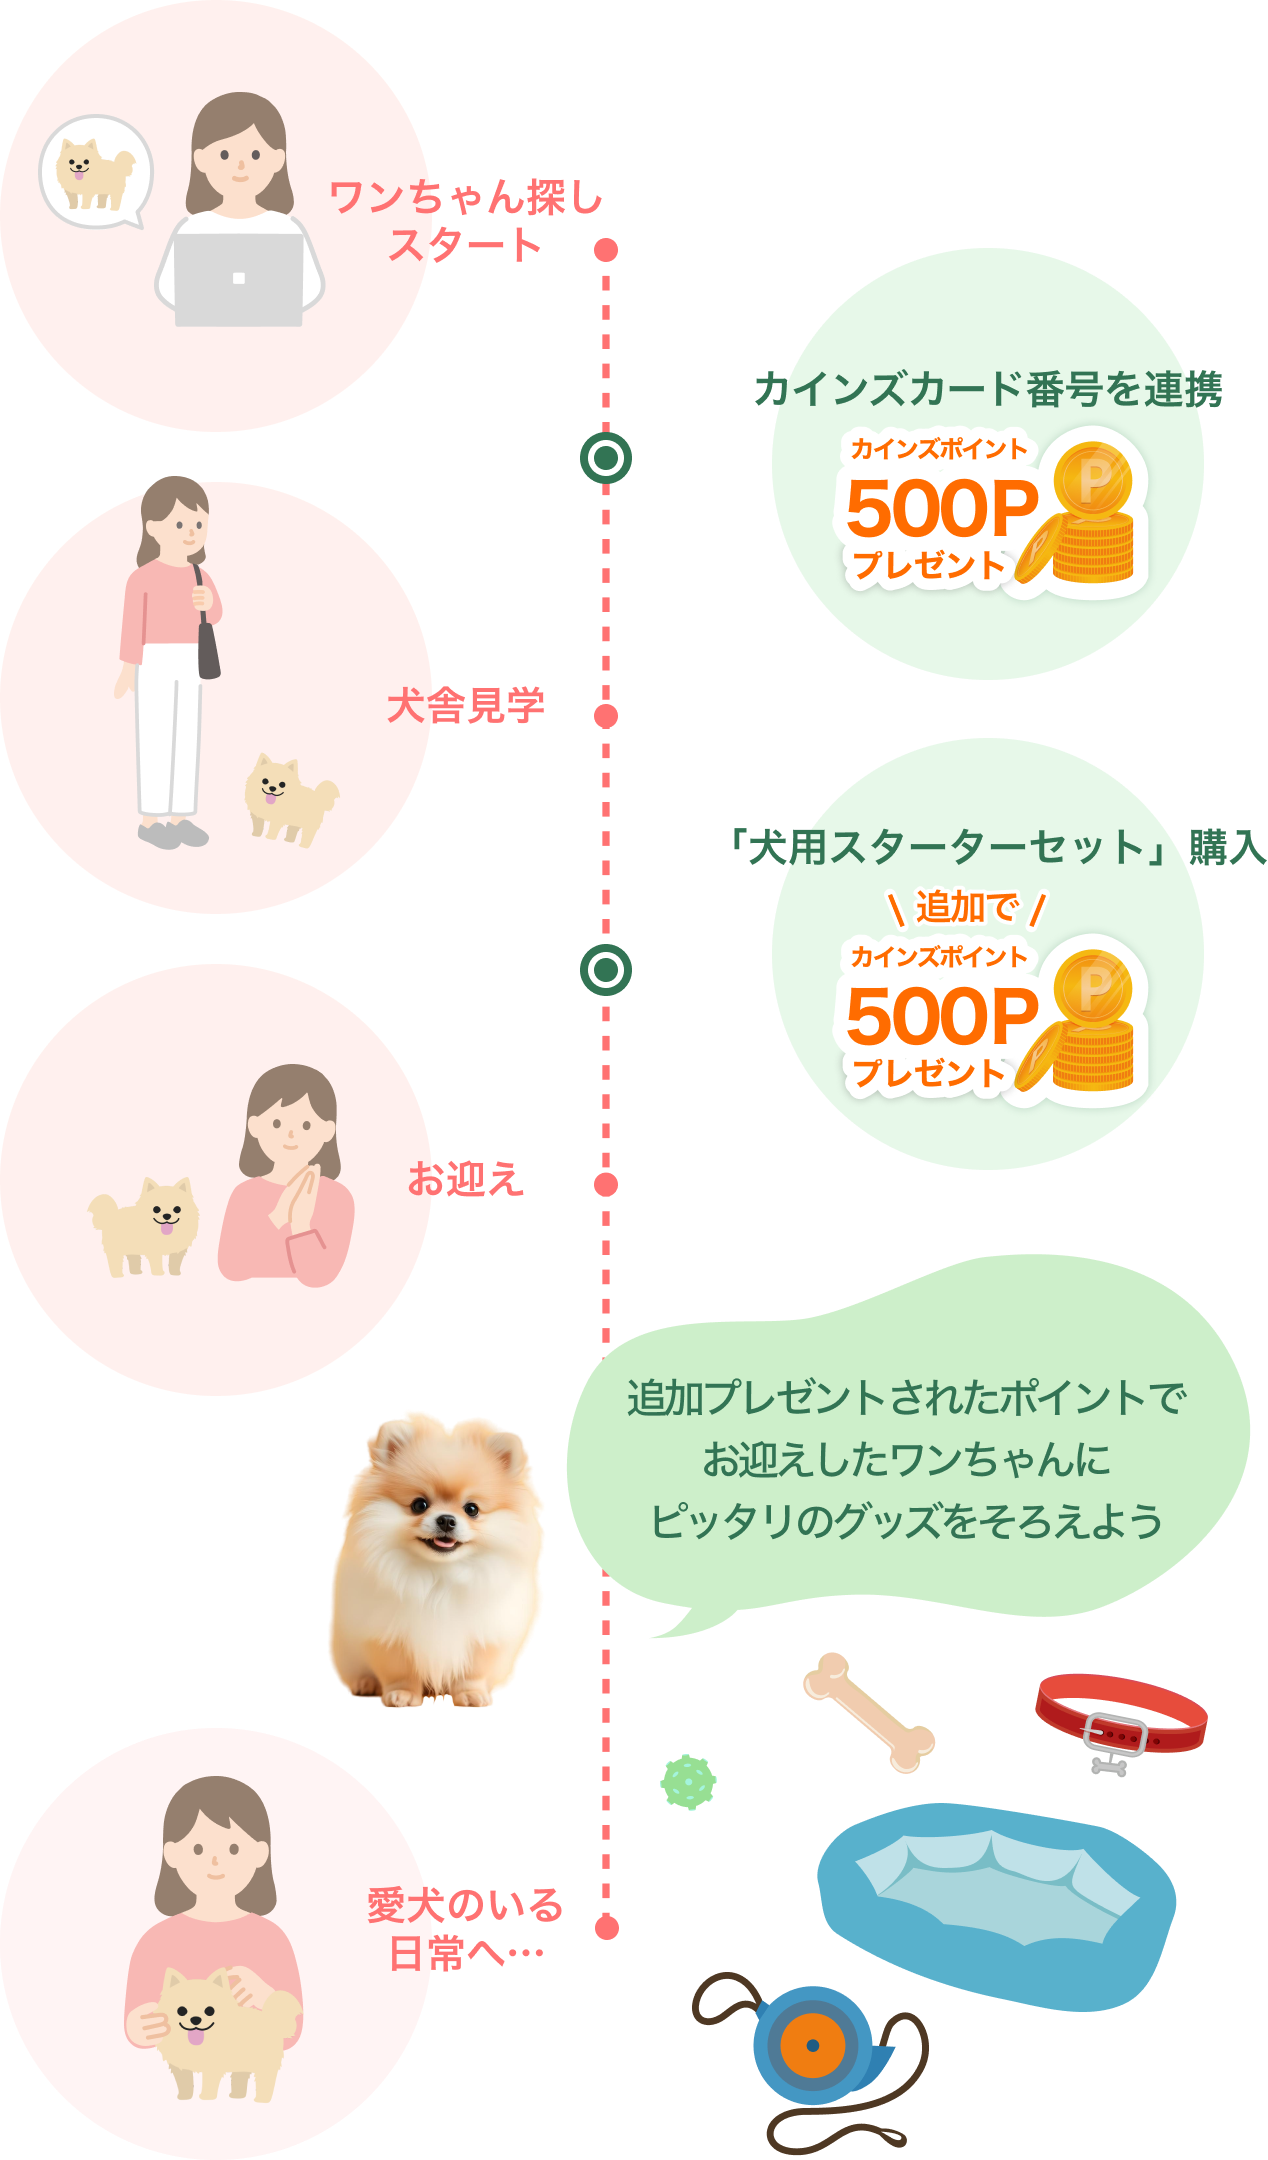 ワンちゃん探し
スタート
カインズカード番号を連携
カインズポイント
500P
プレゼント
P
P
犬舎見学
「犬用スターターセット」購入
\ 追加で /
カインズポイント
500P
プレゼント
P
P
お迎え
追加プレゼントされたポイントで
お迎えしたワンちゃんに
ピッタリのグッズをそろえよう
愛犬のいる
日常へ…